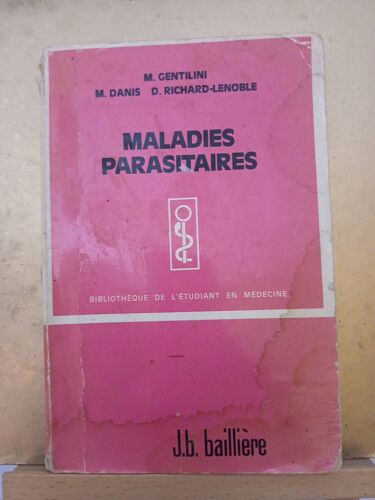 M. GENTILINI
M. DANIS D. RICHARD-LENOBLE
MALADIES
PARASITAIRES
BIBLIOTHÈQUE DE L'ÉTUDIANT EN MÉDECINE
J.b. baillière